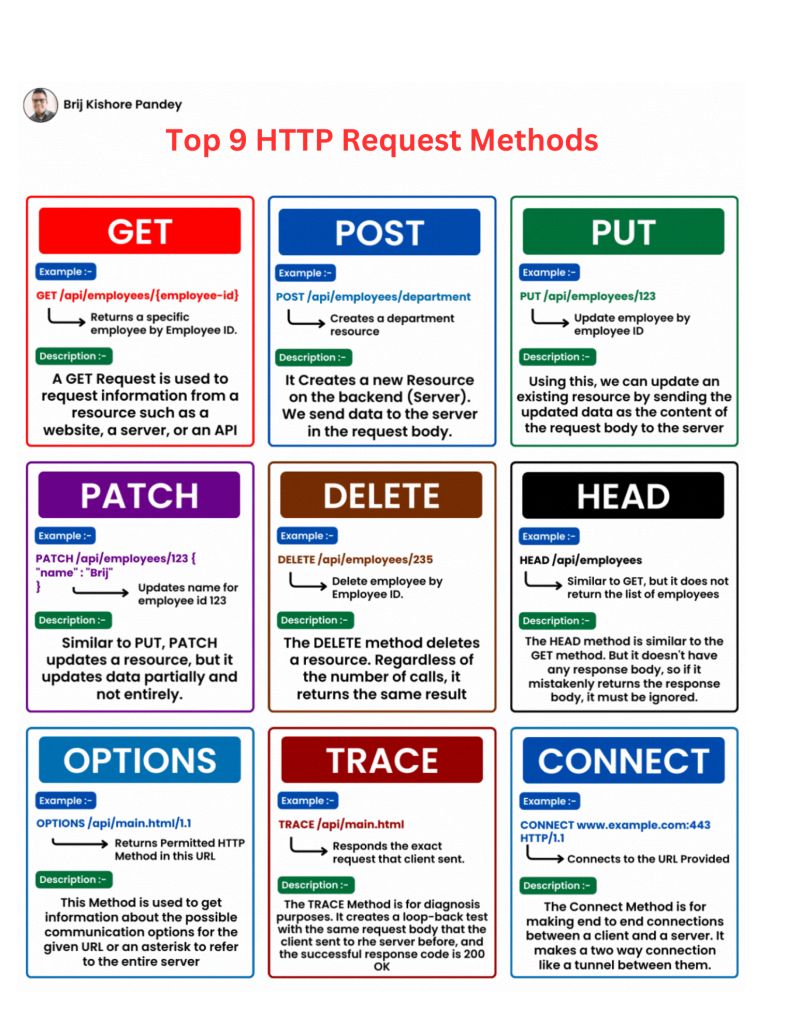 Brij Kishore Pandey
Top 9 HTTP Request Methods
GET
Example :-
GET /api/employees/{employee-id}
Returns a specific
employee by Employee ID.
Description :-
A GET Request is used to
request information from a
resource such as a
website, a server, or an API
POST
Example :-
POST /api/employees/department
Creates a department
resource
Description :-
It Creates a new Resource
on the backend (Server).
We send data to the server
in the request body.
PUT
Example :-
PUT /api/employees/123
Update employee by
employee ID
Description :-
Using this, we can update an
existing resource by sending the
updated data as the content of
the request body to the server
PATCH
Example :-
PATCH /api/employees/123 {
"name" : "Brij"
}
Updates name for
employee id 123
Description :-
Similar to PUT, PATCH
updates a resource, but it
updates data partially and
not entirely.
DELETE
Example :-
DELETE /api/employees/235
Delete employee by
Employee ID.
Description :-
The DELETE method deletes
a resource. Regardless of
the number of calls, it
returns the same result
HEAD
Example :-
HEAD /api/employees
Similar to GET, but it does not
return the list of employees
Description :-
The HEAD method is similar to the
GET method. But it doesn't have
any response body, so if it
mistakenly returns the response
body, it must be ignored.
OPTIONS
Example :-
OPTIONS /api/main.html/1.1
Returns Permitted HTTP
Method in this URL
Description :-
This Method is used to get
information about the possible
communication options for the
given URL or an asterisk to refer
to the entire server
TRACE
Example :-
TRACE /api/main.html
Responds the exact
request that client sent.
Description :-
The TRACE Method is for diagnosis
purposes. It creates a loop-back test
with the same request body that the
client sent to rhe server before, and
the successful response code is 200
OK
CONNECT
Example :-
CONNECT www.example.com:443
HTTP/1.1
Connects to the URL Provided
Description :-
The Connect Method is for
making end to end connections
between a client and a server. It
makes a two way connection
like a tunnel between them.